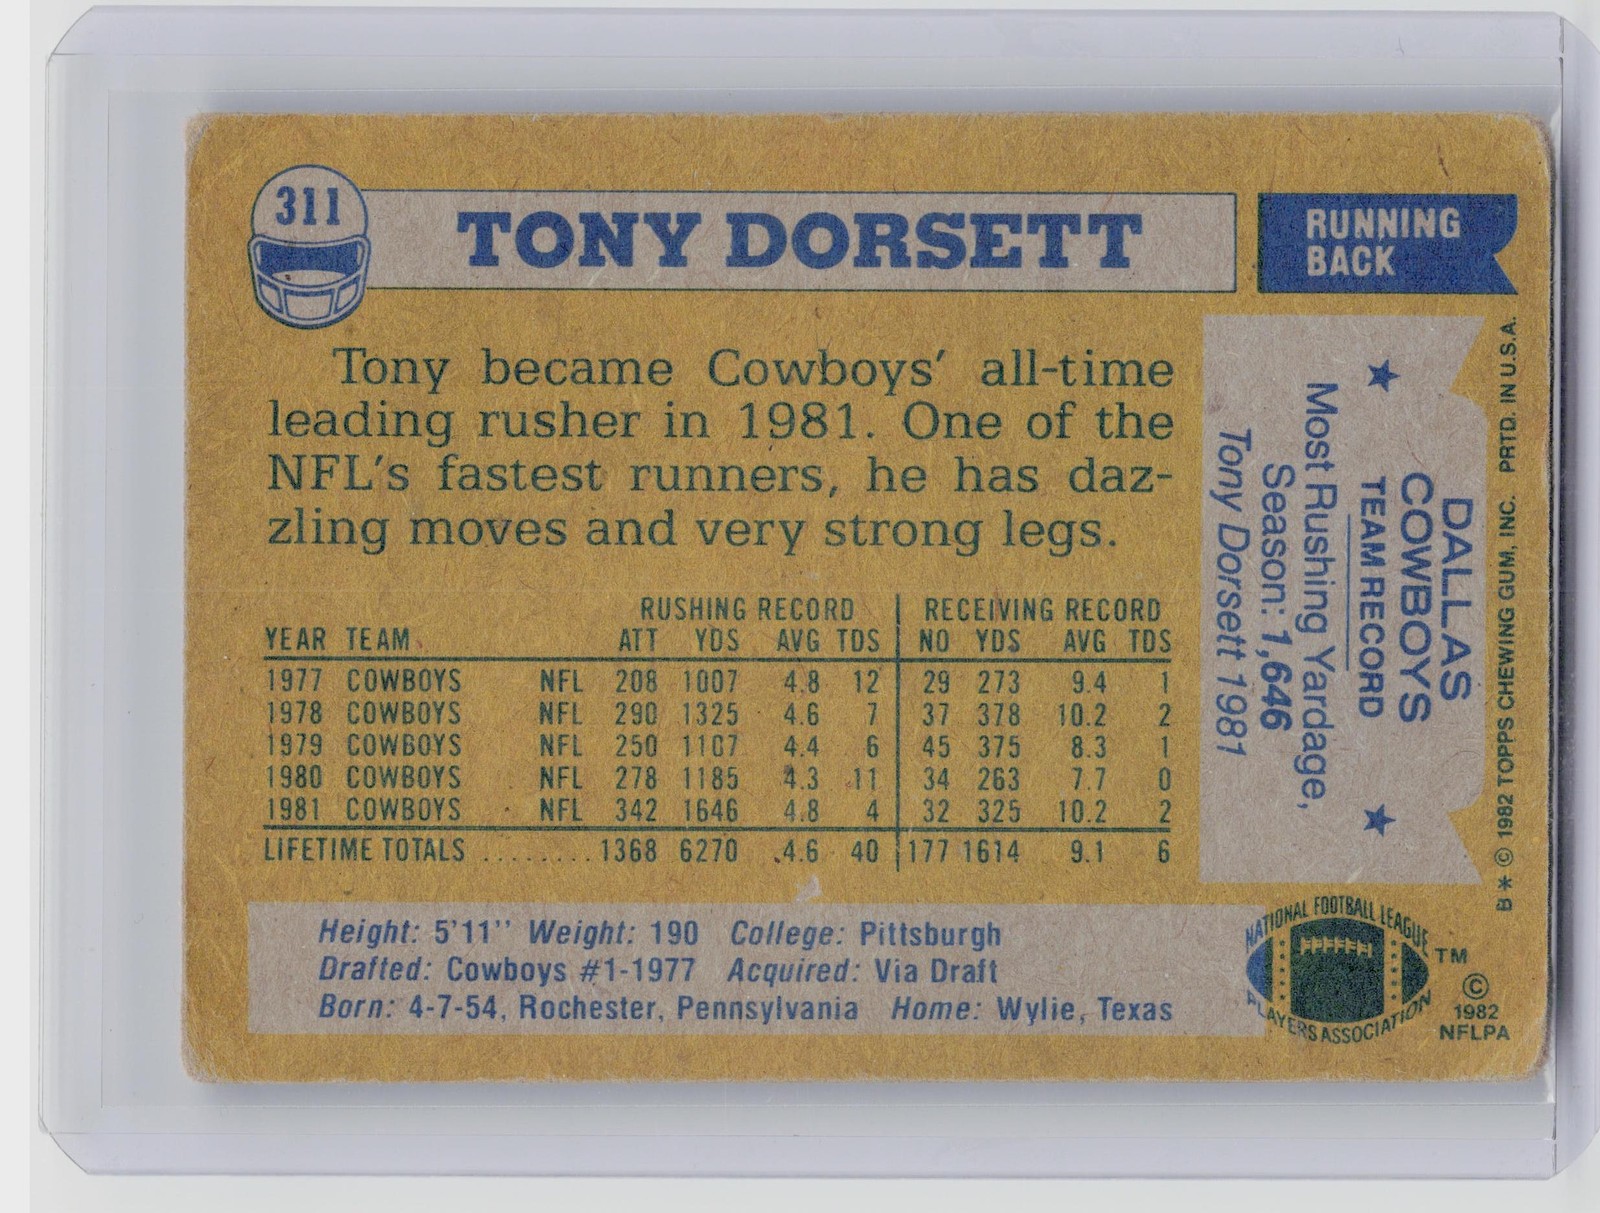 311
TONY DORSETT
RUNNING
BACK
Tony became Cowboys' all-time
leading rusher in 1981. One of the
NFL's fastest runners, he has daz-
zling moves and very strong legs.
RUSHING RECORD RECEIVING RECORD
YEAR TEAM ATT YDS AVG TDS NO YDS AVG TDS
1977 COWBOYS NFL 208 1007 4.8 12 29 273 9.4 1
1978 COWBOYS NFL 290 1325 4.6 7 37 378 10.2 2
1979 COWBOYS NFL 250 1107 4.4 6 45 375 8.3 1
1980 COWBOYS NFL 278 1185 4.3 11 34 263 7.7 0
1981 COWBOYS NFL 342 1646 4.8 4 32 325 10.2 2
LIFETIME TOTALS ........ 1368 6270 4.6 40 177 1614 9.1 6
Height: 5'11" Weight: 190 College: Pittsburgh
Drafted: Cowboys #1-1977 Acquired: Via Draft
Born: 4-7-54, Rochester, Pennsylvania Home: Wylie, Texas
DALLAS
COWBOYS
TEAM RECORD
Most Rushing Yardage,
Season: 1,646
Tony Dorsett 1981
B* © 1982 TOPPS CHEWING GUM, INC. PRTD. IN U.S.A.
NATIONAL FOOTBALL LEAGUE
PLAYERS ASSOCIATION
TM
©
1982
NFLPA